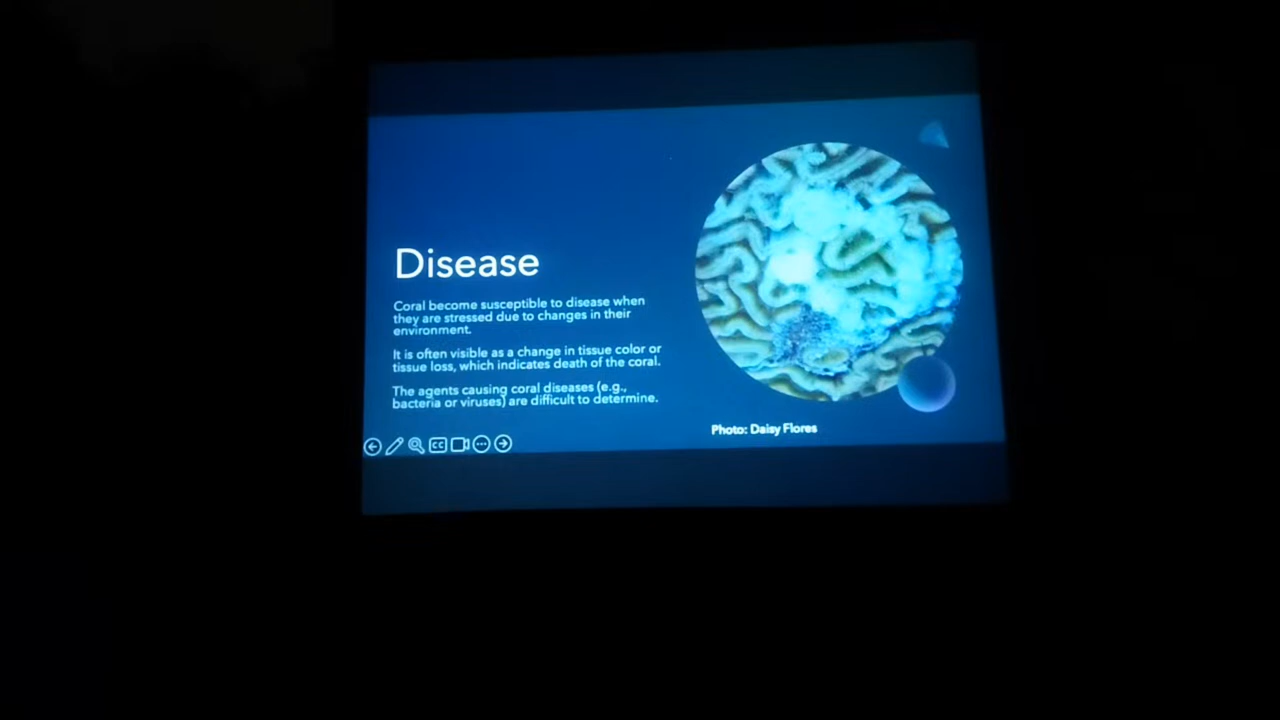 Disease
Coral become susceptible to disease when
they are stressed due to changes in their
environment.
It is often visible as a change in tissue color or
tissue loss, which indicates death of the coral.
The agents causing coral diseases (e.g.,
bacteria or viruses) are difficult to determine.
CC
Photo: Daisy Flores